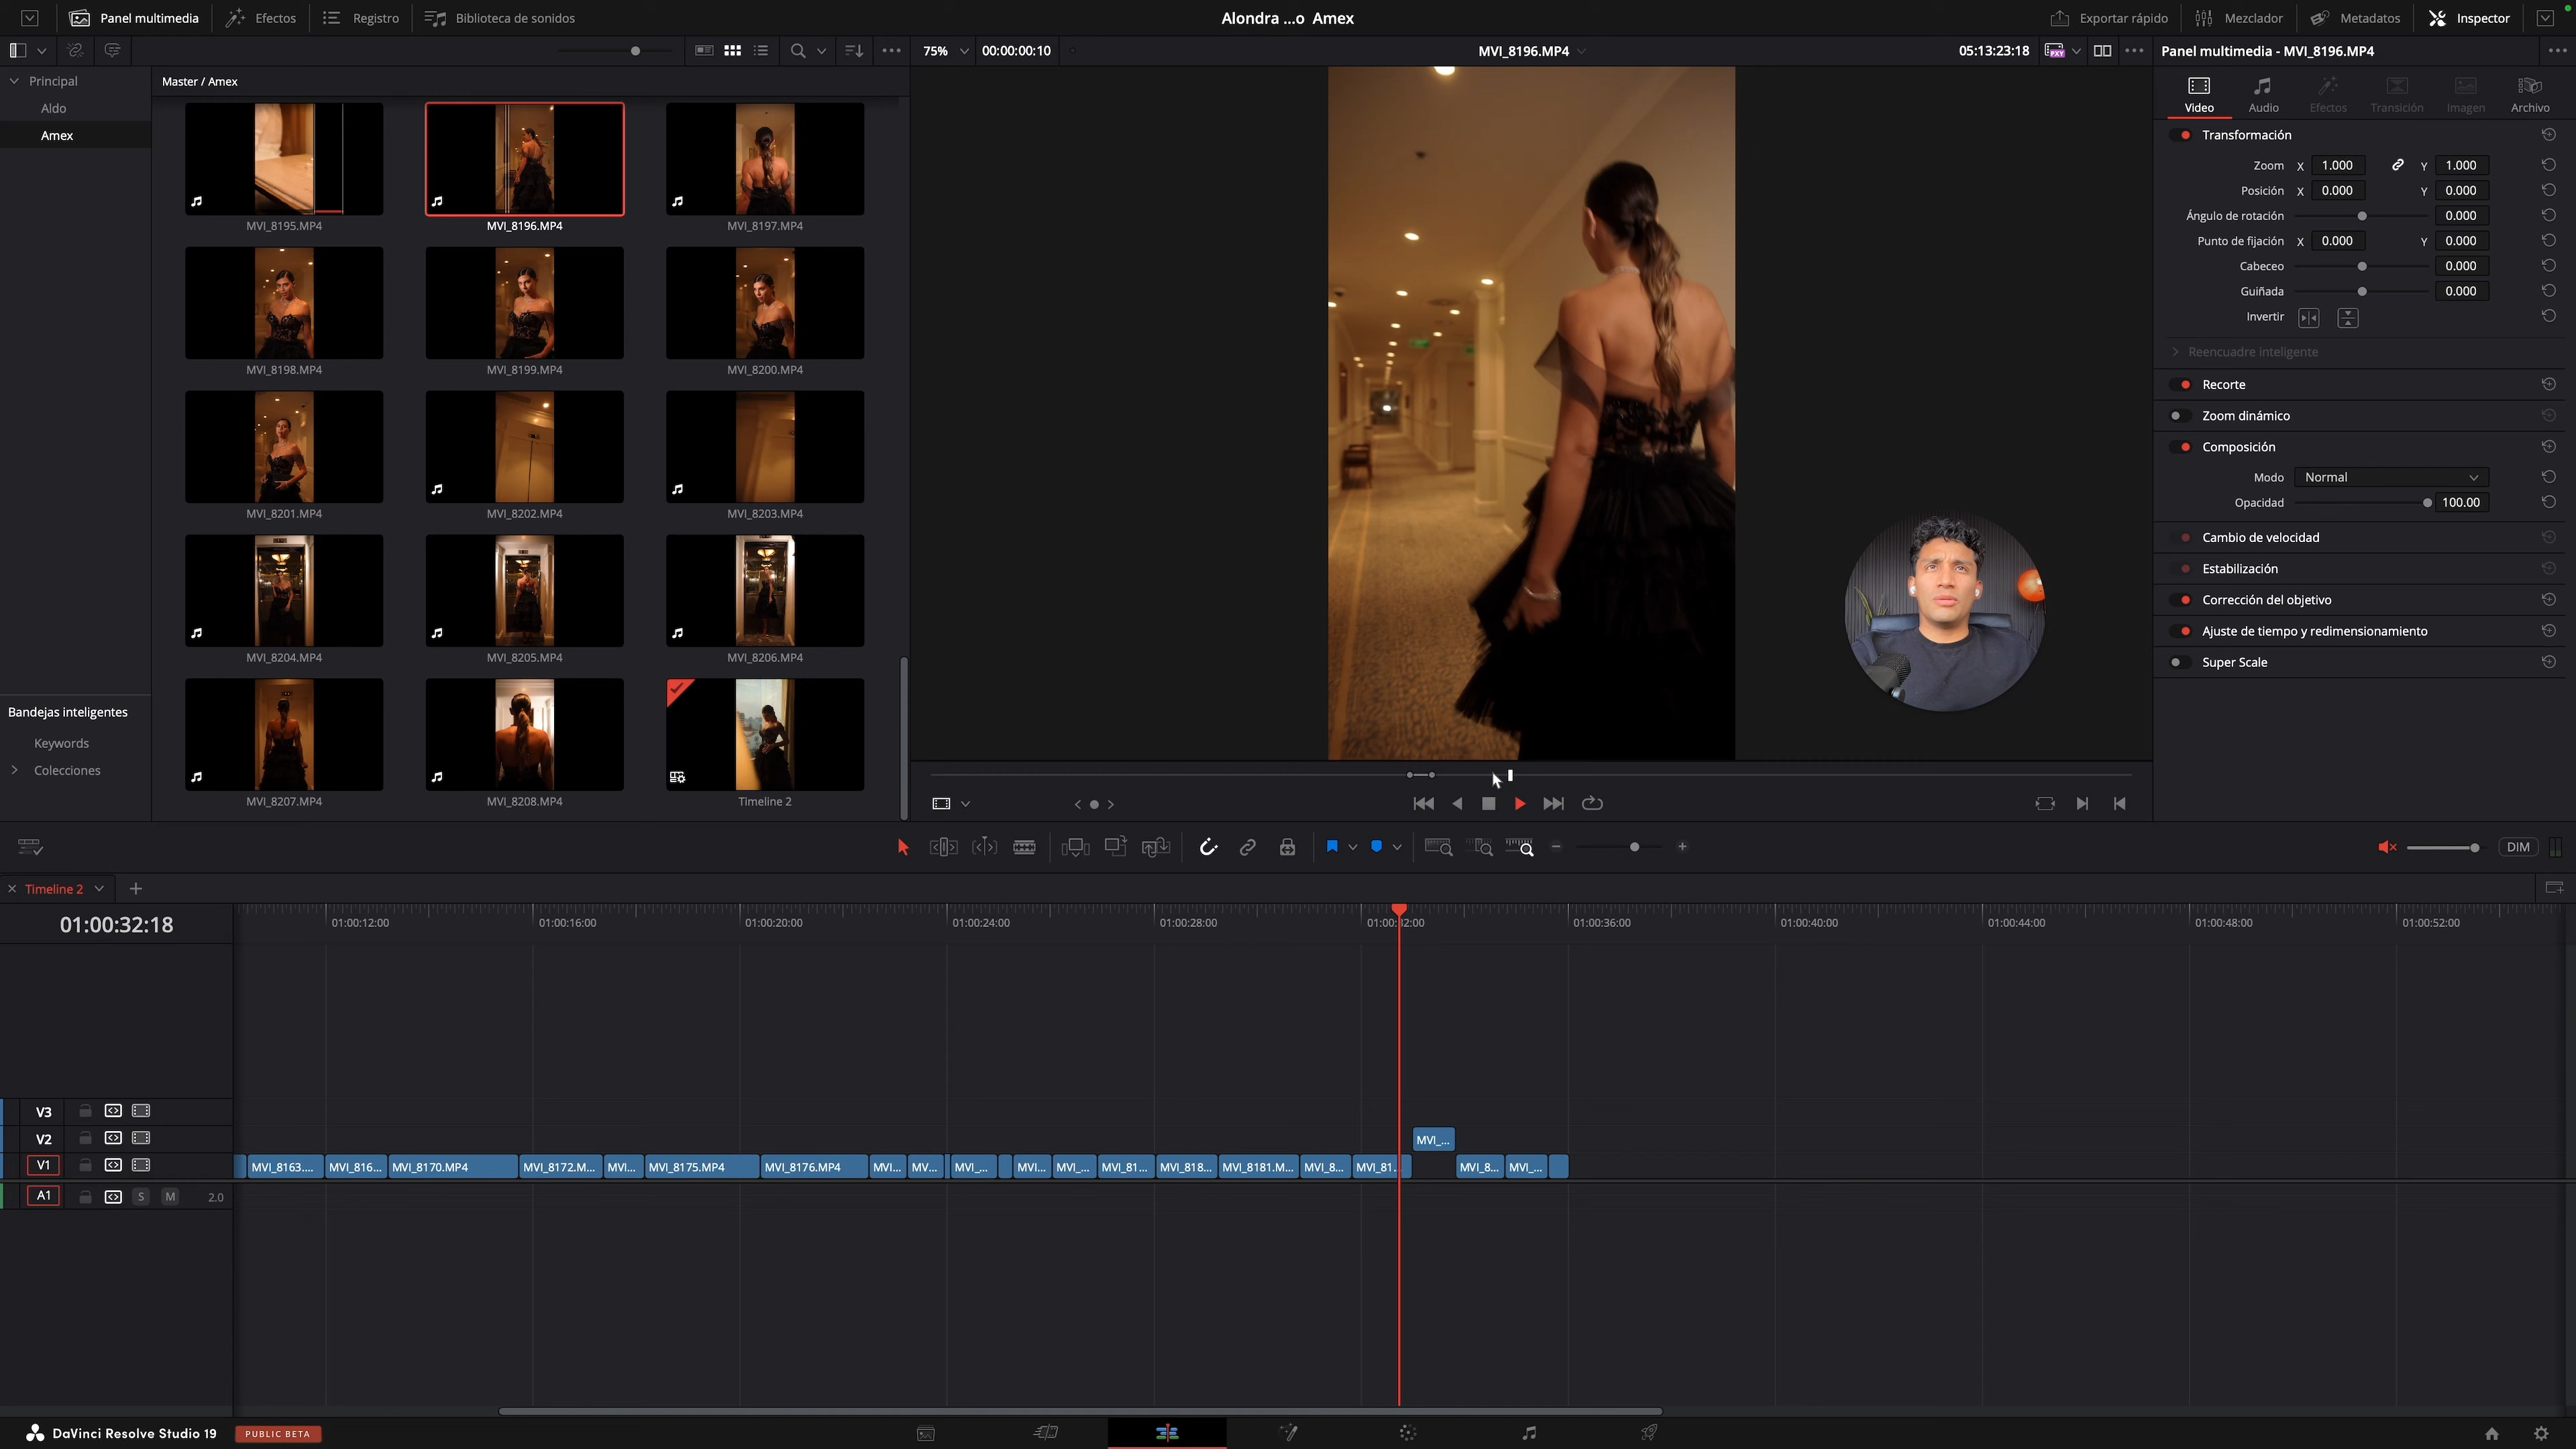 Panel multimedia
Efectos
Registro
Biblioteca de sonidos
Alondra ...o Amex
Exportar rápido
Mezclador
Metadatos
Inspector
75%
00:00:00:10
MVI_8196.MP4
05:13:23:18
PXY
Panel multimedia - MVI_8196.MP4
Principal
Aldo
Amex
Master / Amex
MVI_8195.MP4
MVI_8196.MP4
MVI_8197.MP4
MVI_8198.MP4
MVI_8199.MP4
MVI_8200.MP4
MVI_8201.MP4
MVI_8202.MP4
MVI_8203.MP4
MVI_8204.MP4
MVI_8205.MP4
MVI_8206.MP4
MVI_8207.MP4
MVI_8208.MP4
Timeline 2
Bandejas inteligentes
Keywords
Colecciones
Video
Audio
Efectos
Transición
Imagen
Archivo
Transformación
Zoom X 1.000 Y 1.000
Posición X 0.000 Y 0.000
Ángulo de rotación 0.000
Punto de fijación X 0.000 Y 0.000
Cabeceo 0.000
Guiñada 0.000
Invertir
Reencuadre inteligente
Recorte
Zoom dinámico
Composición
Modo Normal
Opacidad 100.00
Cambio de velocidad
Estabilización
Corrección del objetivo
Ajuste de tiempo y redimensionamiento
Super Scale
DIM
Timeline 2
01:00:32:18
01:00:12:00
01:00:16:00
01:00:20:00
01:00:24:00
01:00:28:00
01:00:32:00
01:00:36:00
01:00:40:00
01:00:44:00
01:00:48:00
01:00:52:00
V3
V2
MVI_...
V1
MVI_8163....
MVI_816...
MVI_8170.MP4
MVI_8172.M...
MVI...
MVI_8175.MP4
MVI_8176.MP4
MVI...
MV...
MVI_...
MVI...
MVI_...
MVI_81...
MVI_818...
MVI_8181.M...
MVI_8...
MVI_81...
MVI_8...
MVI_...
A1
S
M
2.0
DaVinci Resolve Studio 19
PUBLIC BETA